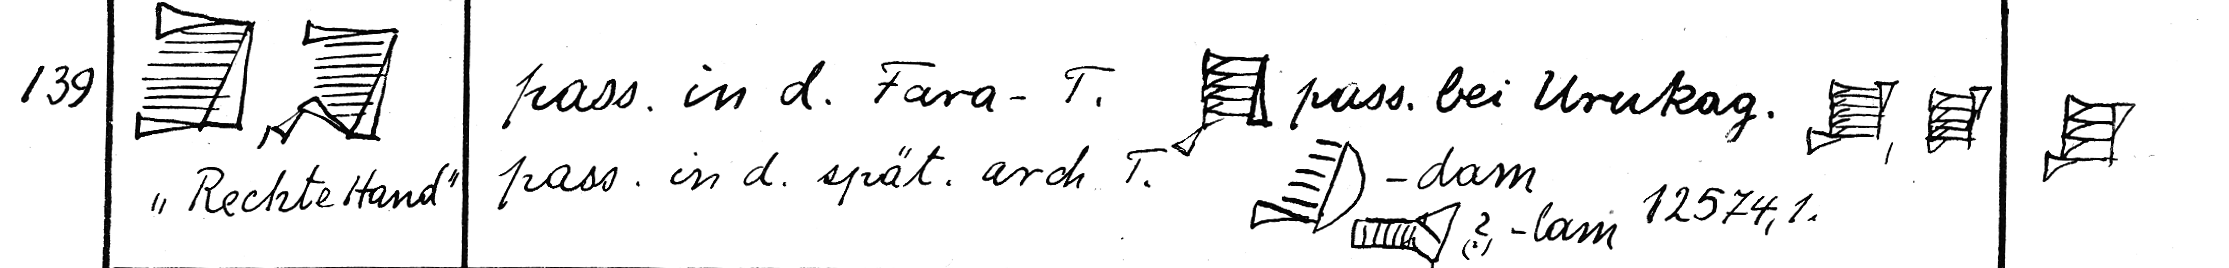 139 pass. in d. Fara-T. pass. bei Urukag.
„Rechte Hand“ pass. in d. spät. arch T. -dam
? (?) -lam 12574,1.